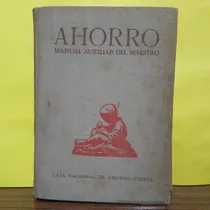 AHORRO
MANUAL AUXILIAR DEL MAESTRO
CAJA NACIONAL DE AHORRO POSTAL